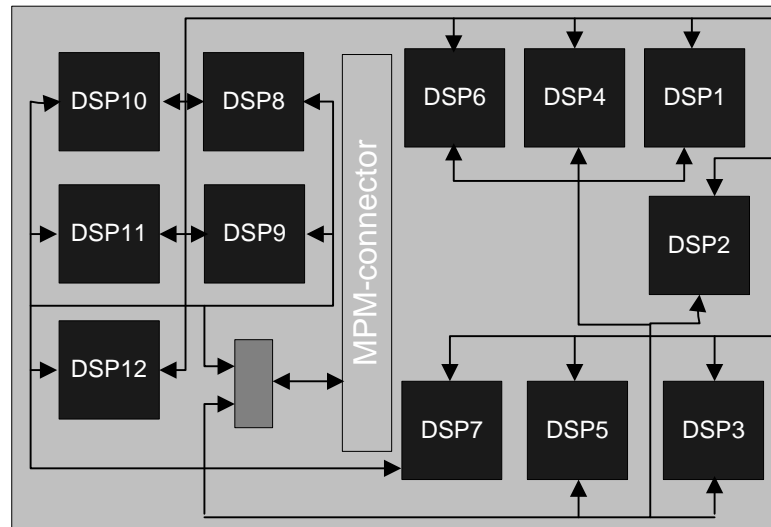 DSP10
DSP8
DSP6
DSP4
DSP1
DSP11
DSP9
DSP2
MPM-connector
DSP12
DSP7
DSP5
DSP3